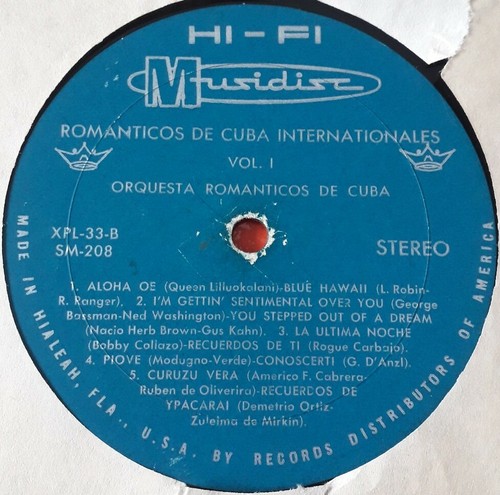 HI-FI
Musidisc
ROMANTICOS DE CUBA INTERNATIONALES
VOL. I
ORQUESTA ROMANTICOS DE CUBA
XPL-33-B
SM-208
STEREO
1. ALOHA OE (Queen Liliuokalani)-BLUE HAWAII (L. Robin-
R. Ranger). 2. I'M GETTIN' SENTIMENTAL OVER YOU (George
Bassman-Ned Washington)-YOU STEPPED OUT OF A DREAM
(Nacio Herb Brown-Gus Kahn). 3. LA ULTIMA NOCHE
(Bobby Collazo)-RECUERDOS DE TI (Rogue Carbajo).
4. PIOVE (Modugno-Verde)-CONOSCERTI (G. D'Anzl).
5. CURUZU VERA (Americo F. Cabrera-
Ruben de Oliverira)-RECUERDOS DE
YPACARAI (Demetrio Ortiz-
Zuleima de Mirkin).
MADE IN HIALEAH, FLA., U.S.A. BY RECORDS DISTRIBUTORS OF AMERICA